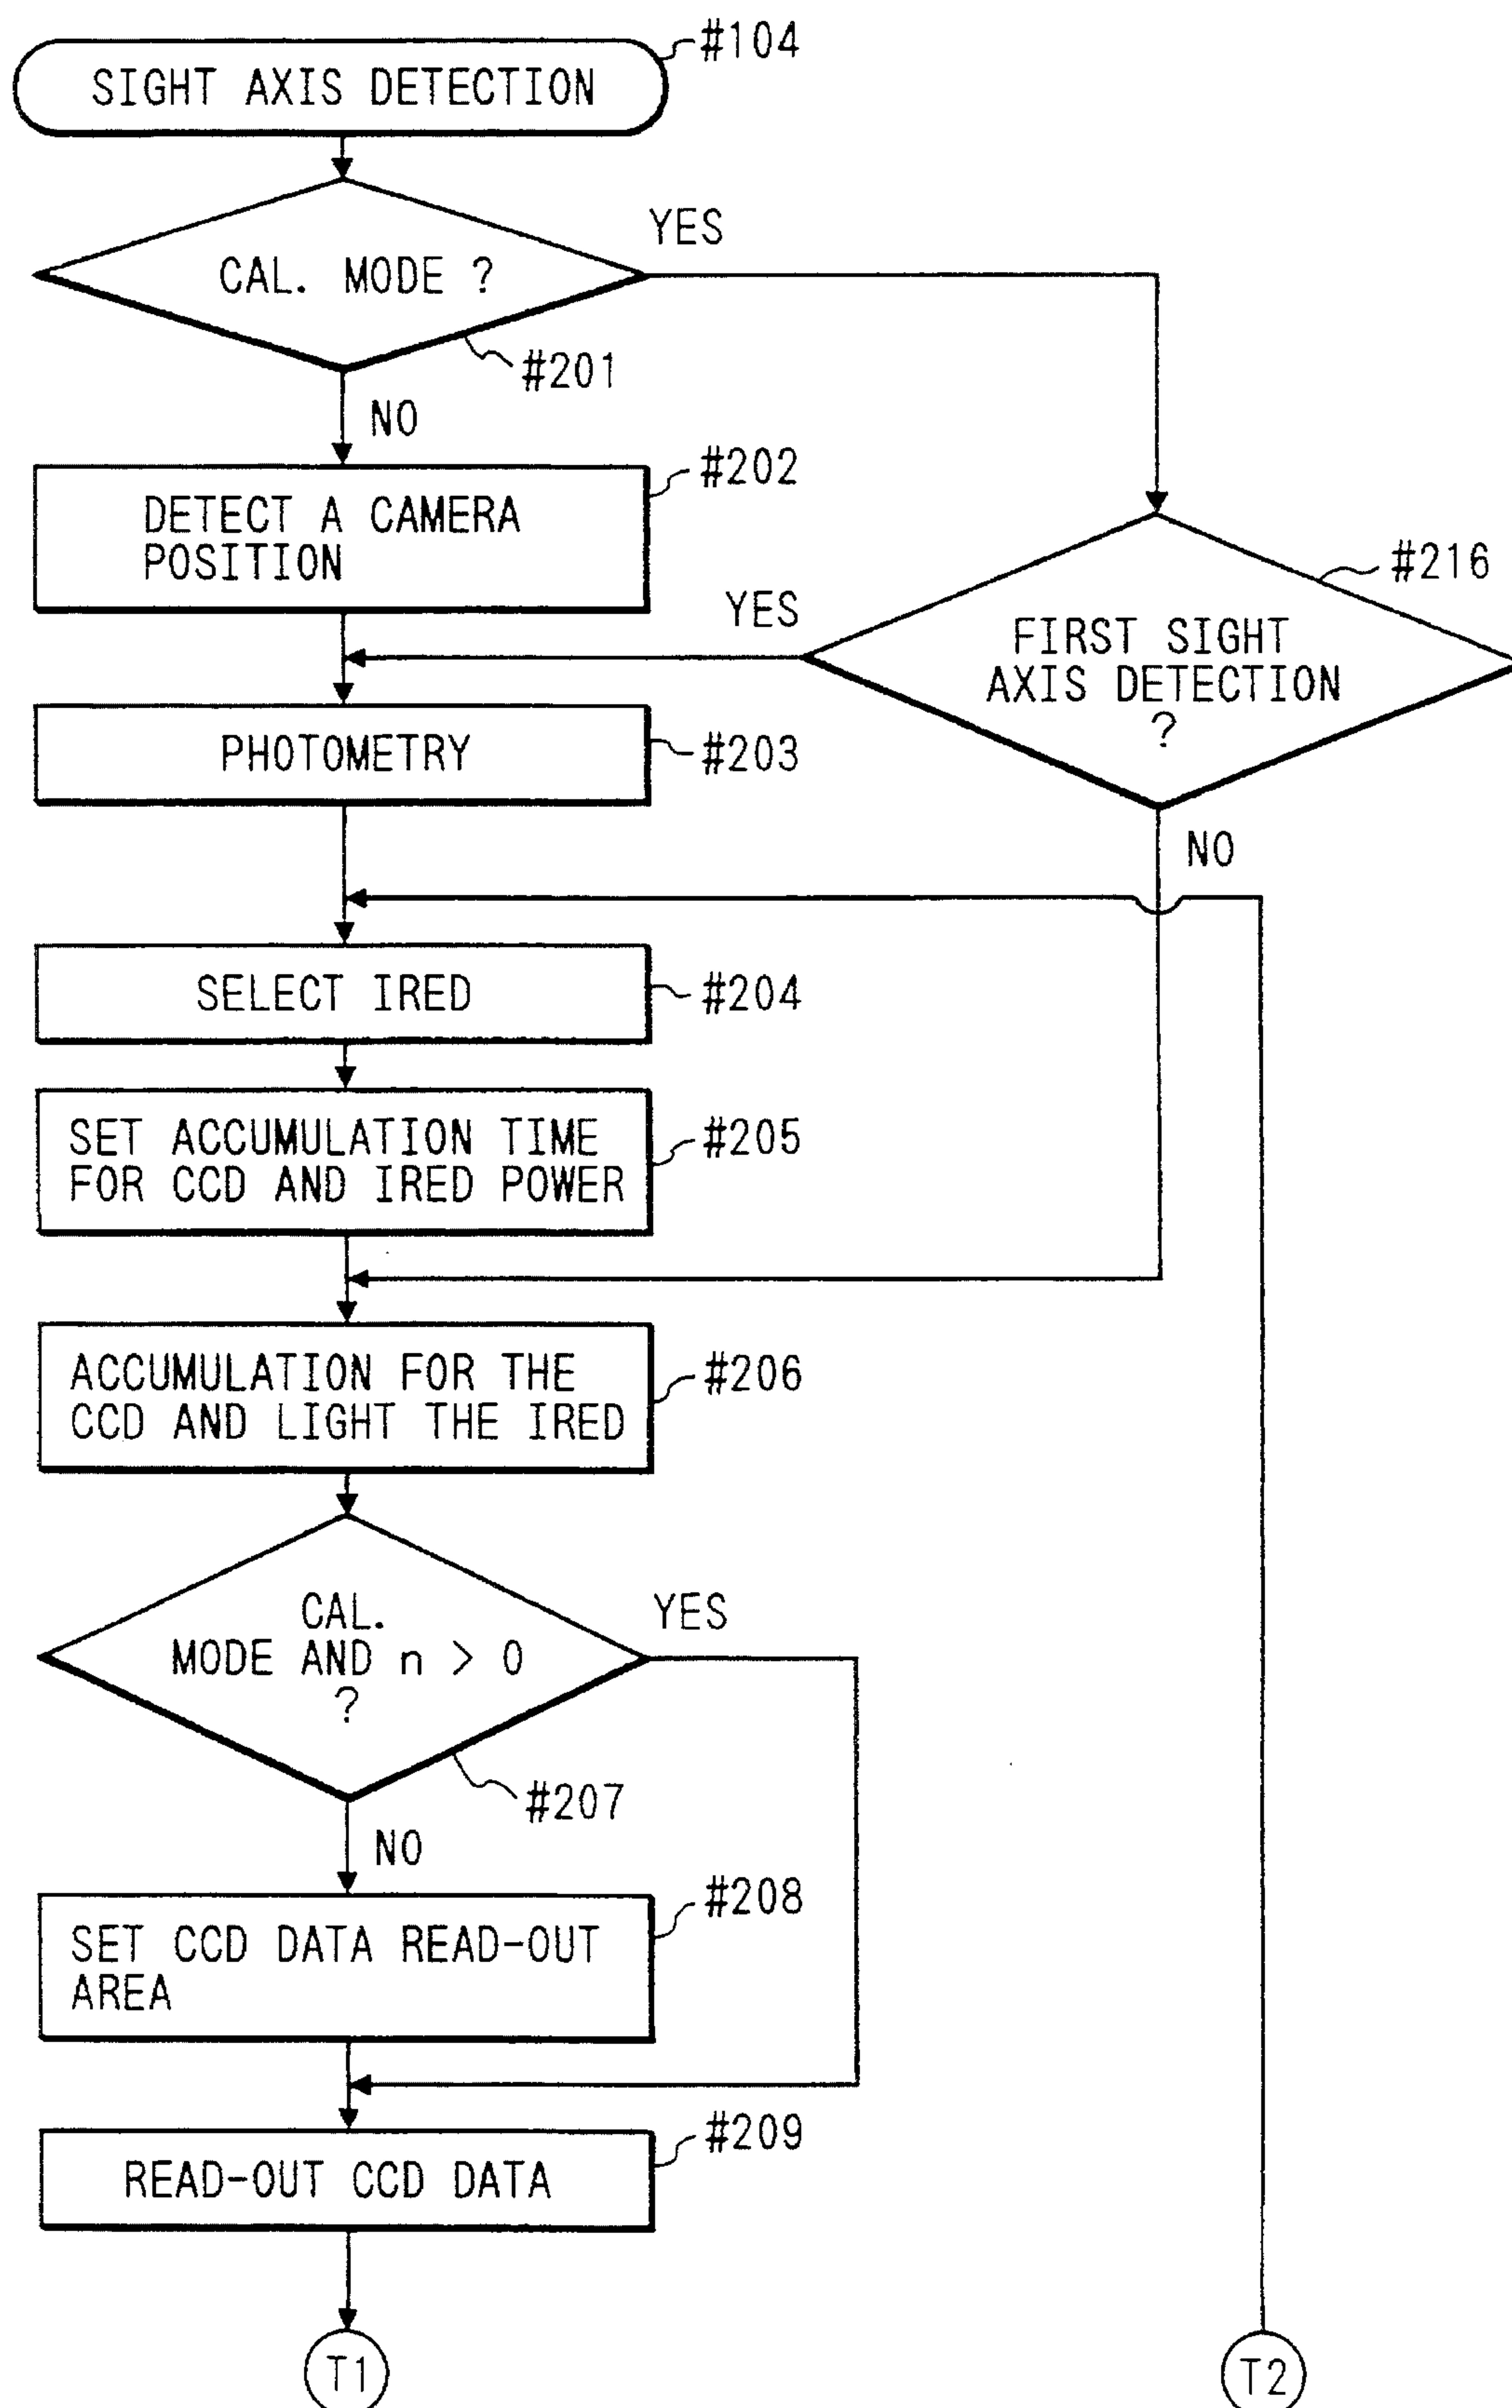 #104
SIGHT AXIS DETECTION
YES
CAL. MODE ?
#201
NO
#202
DETECT A CAMERA
POSITION
#216
YES
FIRST SIGHT
AXIS DETECTION
?
PHOTOMETRY
#203
NO
SELECT IRED
#204
SET ACCUMULATION TIME
FOR CCD AND IRED POWER
#205
ACCUMULATION FOR THE
CCD AND LIGHT THE IRED
#206
CAL.
MODE AND n > 0
?
YES
#207
NO
#208
SET CCD DATA READ-OUT
AREA
#209
READ-OUT CCD DATA
T1
T2